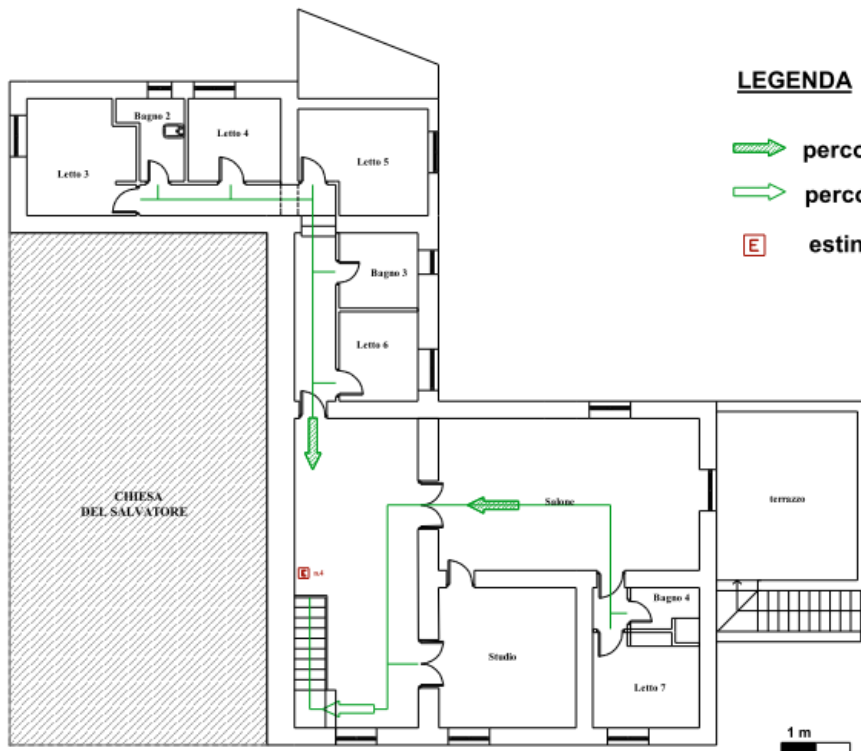 LEGENDA
perco
perco
E estin
Bagno 2
Letto 4
Letto 3
Letto 5
Bagno 3
Letto 6
CHIESA
DEL SALVATORE
Salone
terrazzo
E n.4
Bagno 4
Studio
Letto 7
1 m